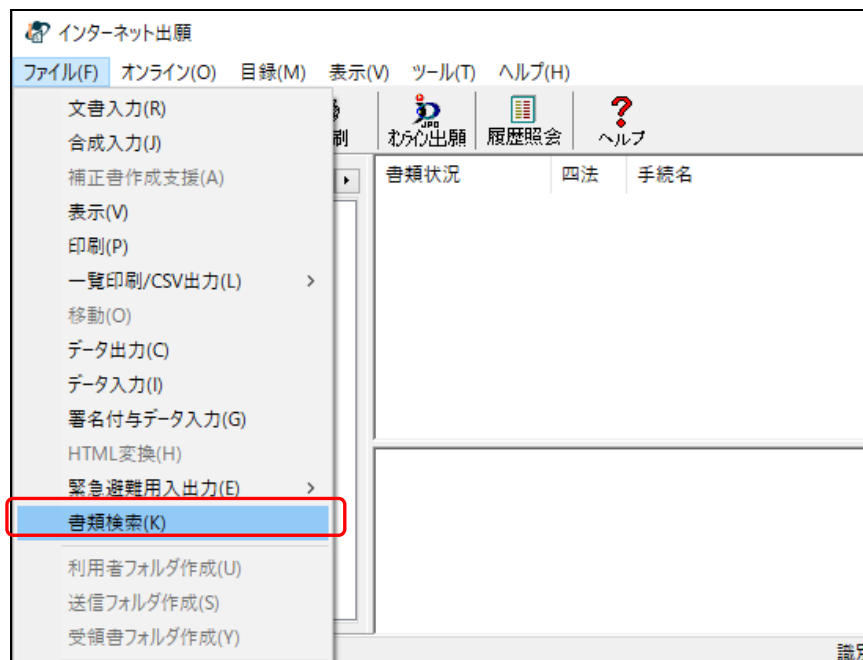 インターネット出願
ファイル(F) オンライン(O) 目録(M) 表示(V) ツール(T) ヘルプ(H)
刷 オンライン出願 履歴照会 ヘルプ
文書入力(R)
合成入力(J)
補正書作成支援(A)
表示(V)
印刷(P)
一覧印刷/CSV出力(L)
移動(O)
データ出力(C)
データ入力(I)
署名付与データ入力(G)
HTML変換(H)
緊急避難用入出力(E)
書類検索(K)
利用者フォルダ作成(U)
送信フォルダ作成(S)
受領書フォルダ作成(Y)
書類状況 四法 手続名
識別